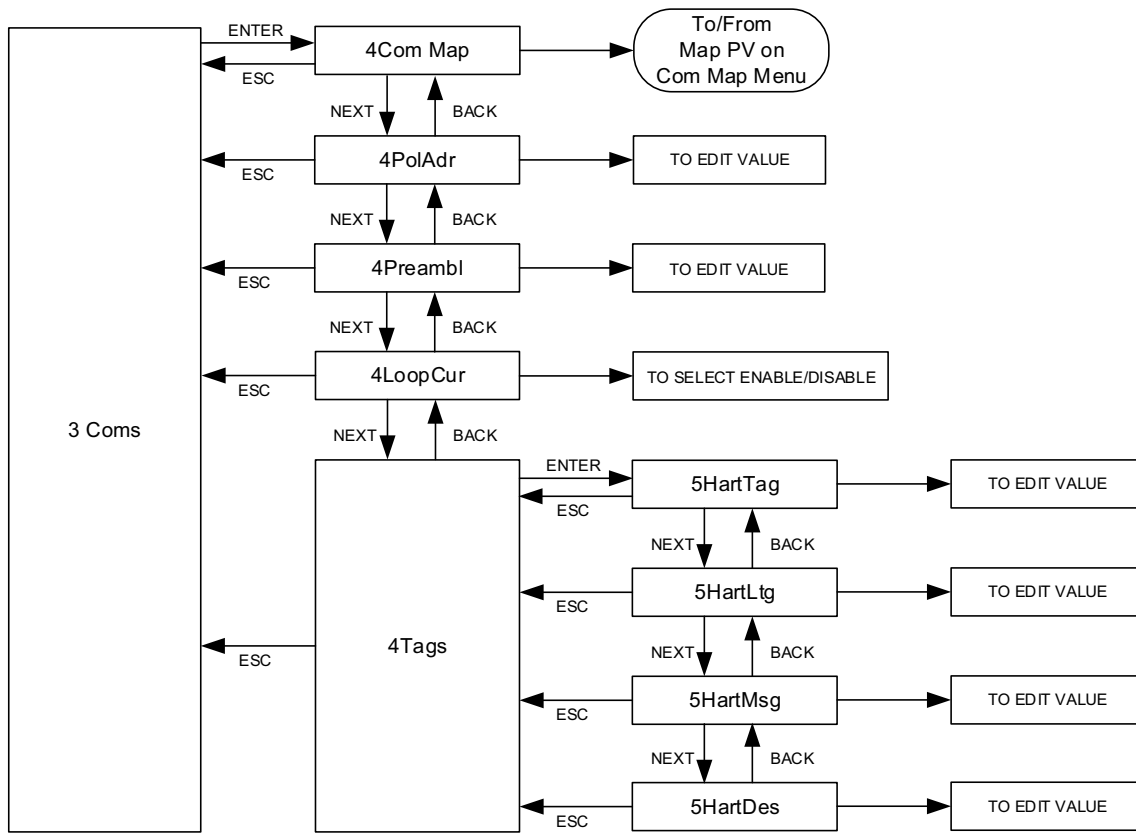 ENTER
4Com Map
To/From
Map PV on
Com Map Menu
ESC
NEXT
BACK
4PolAdr
TO EDIT VALUE
ESC
NEXT
BACK
4Preambl
TO EDIT VALUE
ESC
NEXT
BACK
4LoopCur
TO SELECT ENABLE/DISABLE
ESC
3 Coms
NEXT
BACK
ENTER
5HartTag
TO EDIT VALUE
ESC
NEXT
BACK
5HartLtg
TO EDIT VALUE
ESC
4Tags
ESC
NEXT
BACK
5HartMsg
TO EDIT VALUE
ESC
NEXT
BACK
5HartDes
TO EDIT VALUE
ESC